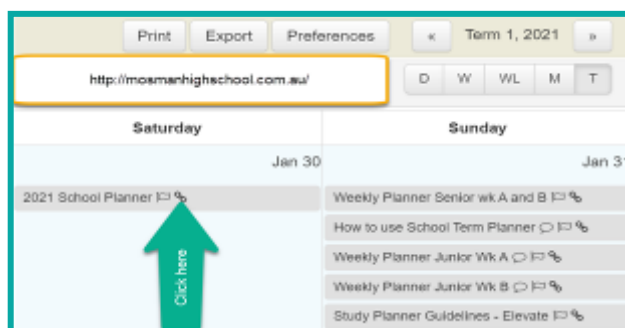 Print Export Preferences « Term 1, 2021 »
http://mosmanhighschool.com.au/ D W WL M T
Saturday Sunday
Jan 30 Jan 31
2021 School Planner Weekly Planner Senior wk A and B
How to use School Term Planner
Click here
Weekly Planner Junior Wk A
Weekly Planner Junior Wk B
Study Planner Guidelines - Elevate